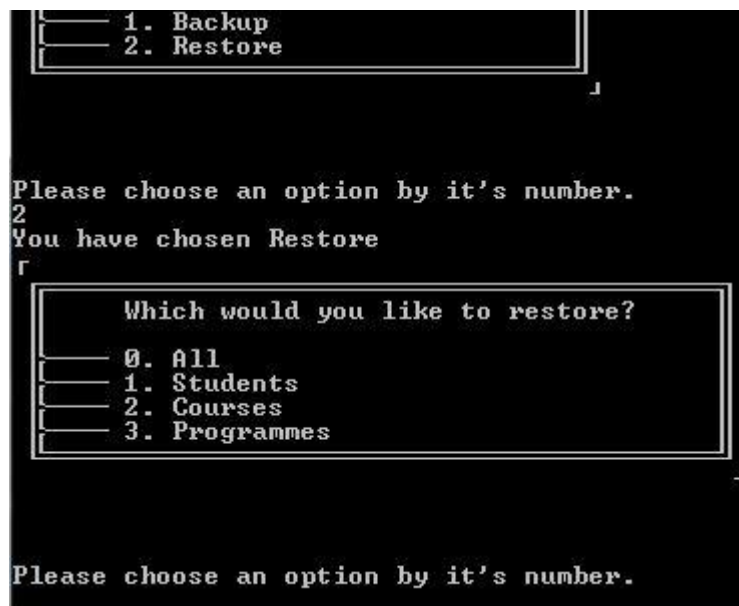 1. Backup
2. Restore
Please choose an option by it's number.
2
You have chosen Restore
Which would you like to restore?
0. All
1. Students
2. Courses
3. Programmes
Please choose an option by it's number.